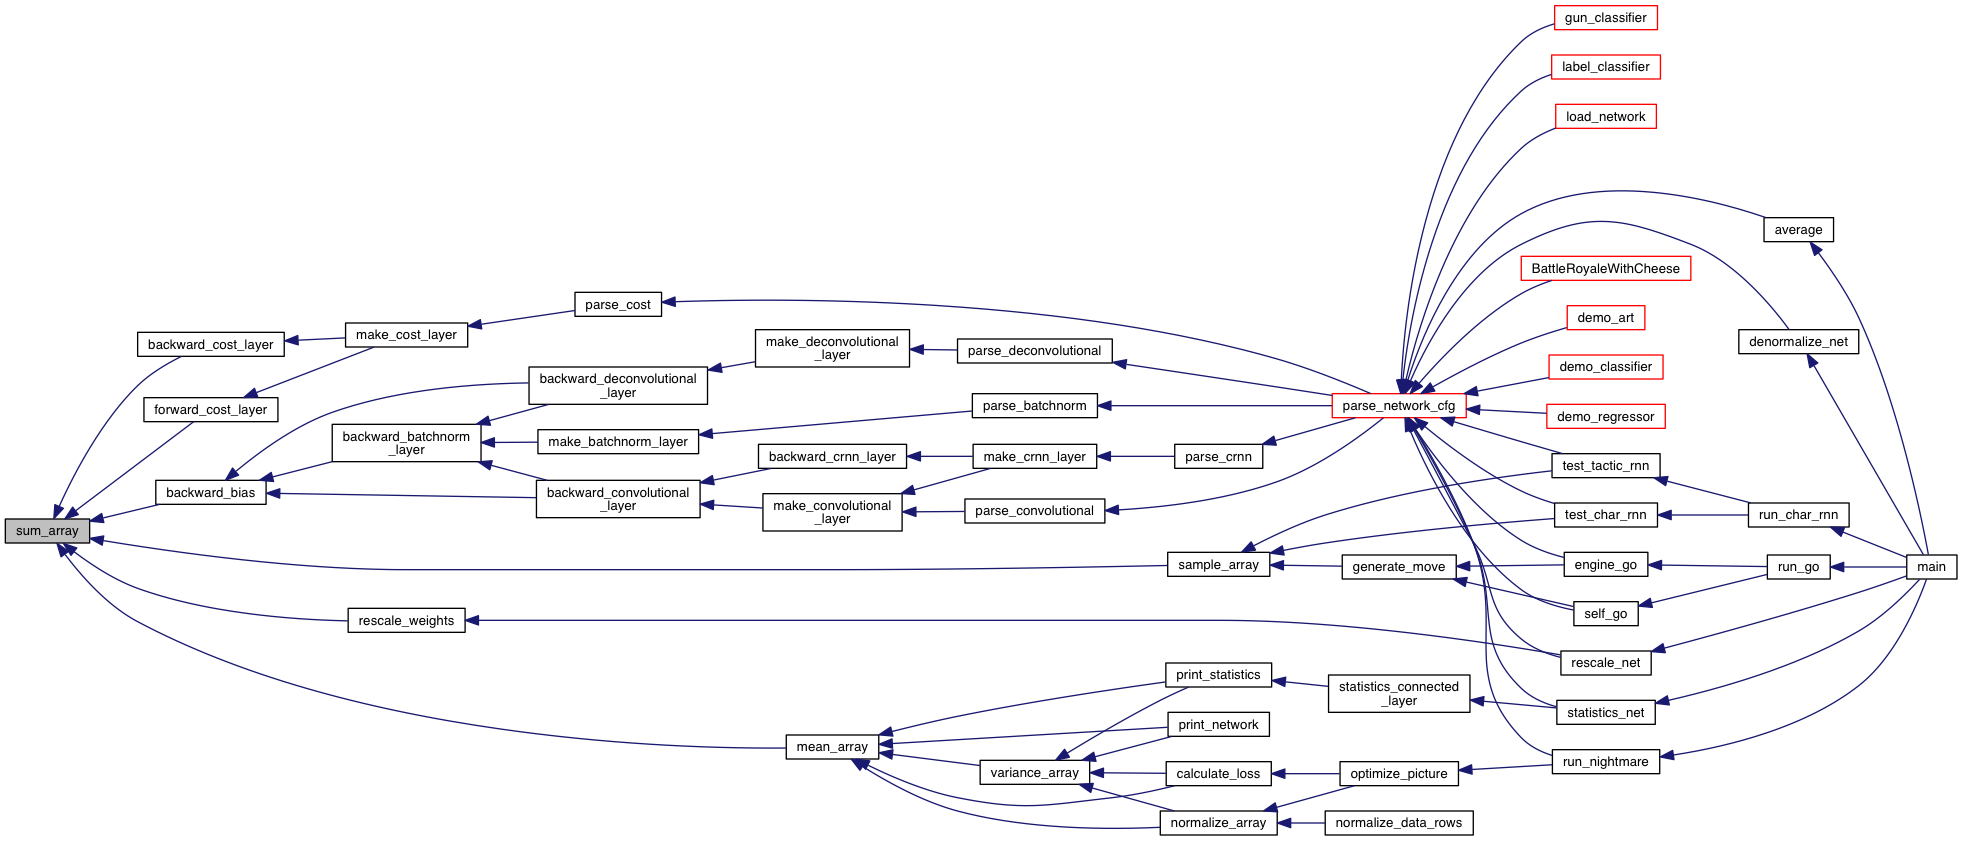 gun_classifier
label_classifier
load_network
average
BattleRoyaleWithCheese
parse_cost
demo_art
make_cost_layer
backward_cost_layer
make_deconvolutional
_layer
parse_deconvolutional
denormalize_net
demo_classifier
backward_deconvolutional
_layer
forward_cost_layer
parse_batchnorm
parse_network_cfg
demo_regressor
backward_batchnorm
_layer
make_batchnorm_layer
backward_crnn_layer
make_crnn_layer
parse_crnn
test_tactic_rnn
backward_bias
backward_convolutional
_layer
make_convolutional
_layer
parse_convolutional
test_char_rnn
run_char_rnn
sum_array
sample_array
generate_move
engine_go
run_go
main
self_go
rescale_weights
rescale_net
print_statistics
statistics_connected
_layer
statistics_net
print_network
mean_array
variance_array
calculate_loss
optimize_picture
run_nightmare
normalize_array
normalize_data_rows